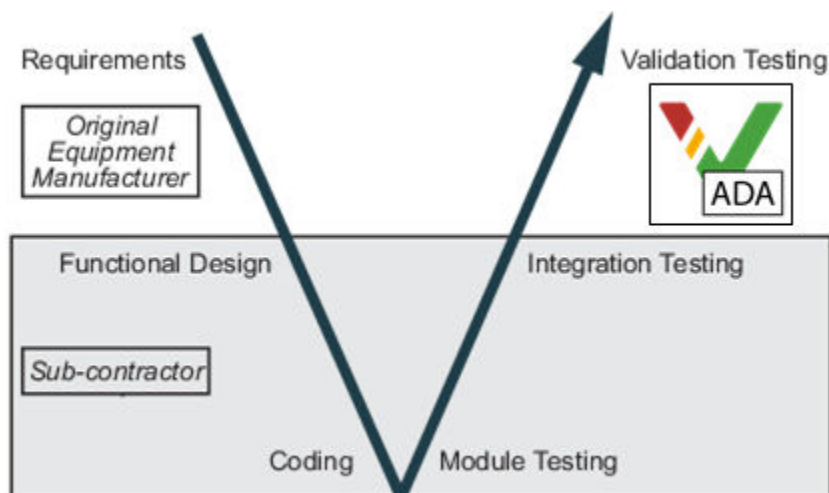 Requirements
Validation Testing
Original
Equipment
Manufacturer
ADA
Functional Design
Integration Testing
Sub-contractor
Coding
Module Testing